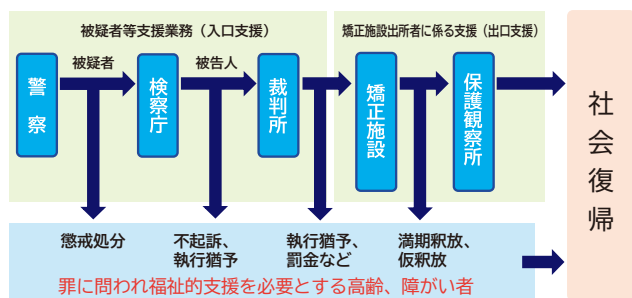 被疑者等支援業務（入口支援）
矯正施設出所者に係る支援（出口支援）
警察
被疑者
検察庁
被告人
裁判所
矯正施設
保護観察所
社会復帰
懲戒処分
不起訴、
執行猶予
執行猶予、
罰金など
満期釈放、
仮釈放
罪に問われ福祉的支援を必要とする高齢、障がい者